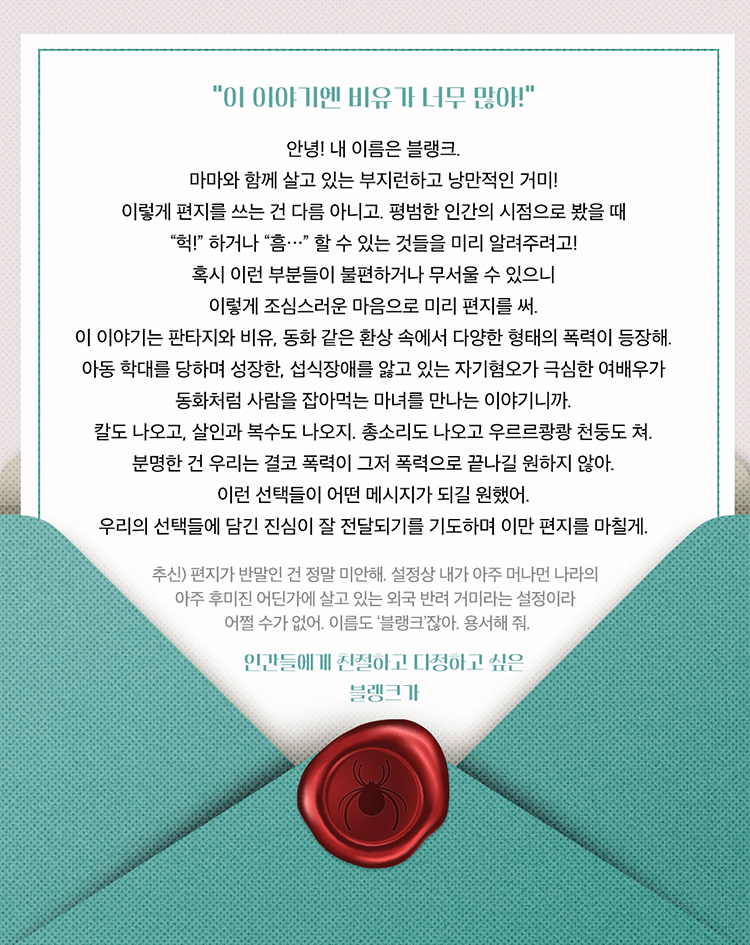 "이 이야기엔 비유가 너무 많아!"
안녕! 내 이름은 블랭크.
마마와 함께 살고 있는 부지런하고 낭만적인 거미!
이렇게 편지를 쓰는 건 다름 아니고. 평범한 인간의 시점으로 봤을 때
“헉!” 하거나 “흠…” 할 수 있는 것들을 미리 알려주려고!
혹시 이런 부분들이 불편하거나 무서울 수 있으니
이렇게 조심스러운 마음으로 미리 편지를 써.
이 이야기는 판타지와 비유, 동화 같은 환상 속에서 다양한 형태의 폭력이 등장해.
아동 학대를 당하며 성장한, 섭식장애를 앓고 있는 자기혐오가 극심한 여배우가
동화처럼 사람을 잡아먹는 마녀를 만나는 이야기니까.
칼도 나오고, 살인과 복수도 나오지. 총소리도 나오고 우르르쾅쾅 천둥도 쳐.
분명한 건 우리는 결코 폭력이 그저 폭력으로 끝나길 원하지 않아.
이런 선택들이 어떤 메시지가 되길 원했어.
우리의 선택들에 담긴 진심이 잘 전달되기를 기도하며 이만 편지를 마칠게.
추신) 편지가 반말인 건 정말 미안해. 설정상 내가 아주 머나먼 나라의
아주 후미진 어딘가에 살고 있는 외국 반려 거미라는 설정이라
어쩔 수가 없어. 이름도 ‘블랭크’잖아. 용서해 줘.
인간들에게 친절하고 다정하고 싶은
블랭크가